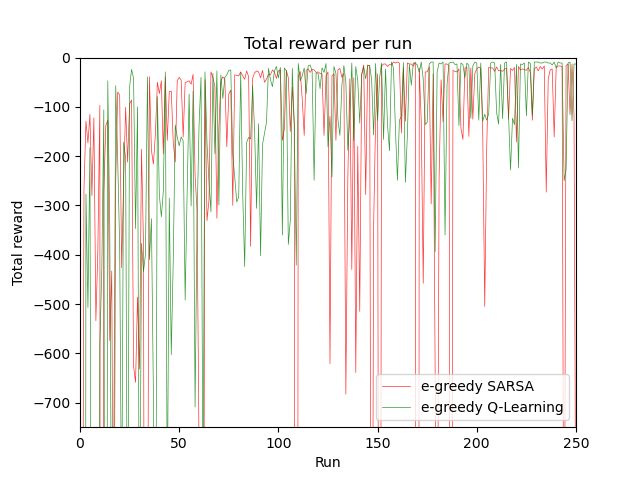 Total reward per run
Total reward
0
−100
−200
−300
−400
−500
−600
−700
e-greedy SARSA
e-greedy Q-Learning
0 50 100 150 200 250
Run